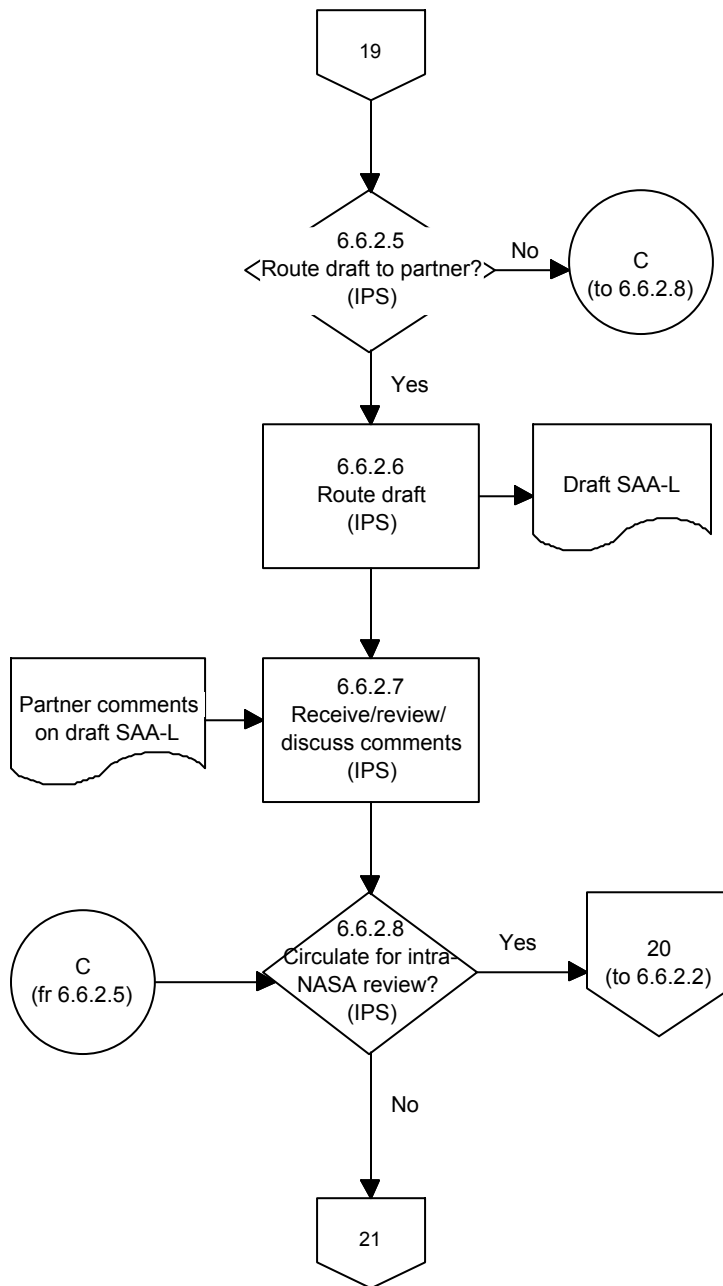 19
6.6.2.5
Route draft to partner?
(IPS)
No
C
(to 6.6.2.8)
Yes
6.6.2.6
Route draft
(IPS)
Draft SAA-L
Partner comments
on draft SAA-L
6.6.2.7
Receive/review/
discuss comments
(IPS)
C
(fr 6.6.2.5)
6.6.2.8
Circulate for intra-
NASA review?
(IPS)
Yes
20
(to 6.6.2.2)
No
21